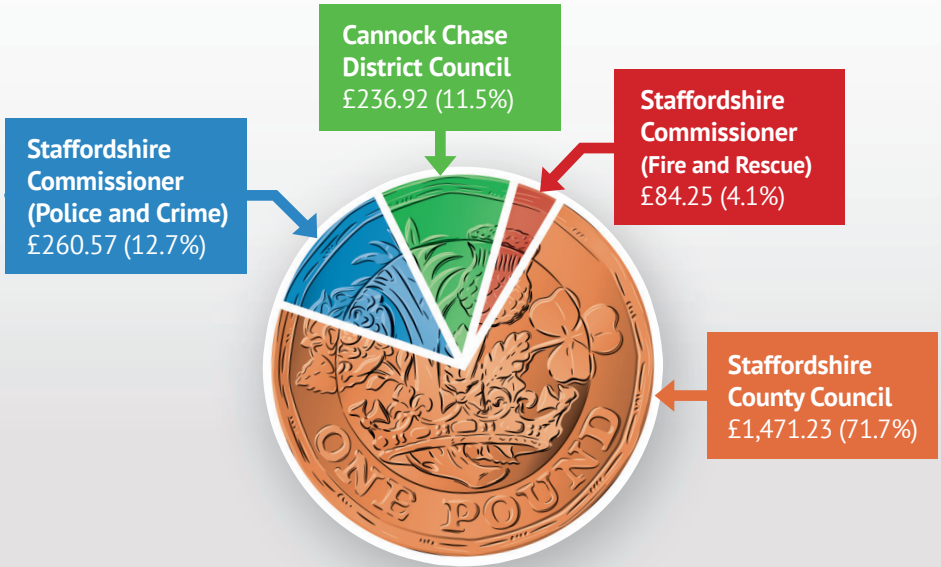 Cannock Chase
District Council
£236.92 (11.5%)
Staffordshire
Commissioner
(Fire and Rescue)
£84.25 (4.1%)
Staffordshire
Commissioner
(Police and Crime)
£260.57 (12.7%)
Staffordshire
County Council
£1,471.23 (71.7%)
ONE POUND